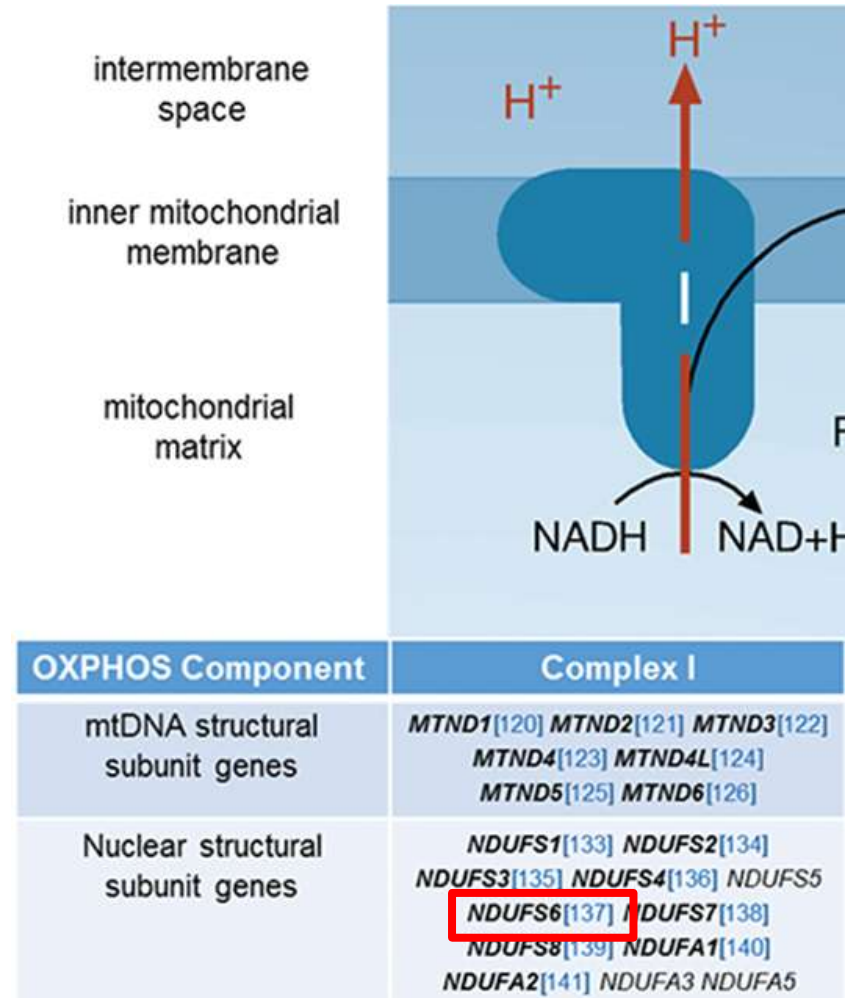 intermembrane
space
H+
H+
inner mitochondrial
membrane
I
mitochondrial
matrix
F
NADH
NAD+H
OXPHOS Component
Complex I
mtDNA structural
subunit genes
MTND1[120] MTND2[121] MTND3[122]
MTND4[123] MTND4L[124]
MTND5[125] MTND6[126]
Nuclear structural
subunit genes
NDUFS1[133] NDUFS2[134]
NDUFS3[135] NDUFS4[136] NDUFS5
NDUFS6[137] NDUFS7[138]
NDUFS8[139] NDUFA1[140]
NDUFA2[141] NDUFA3 NDUFA5